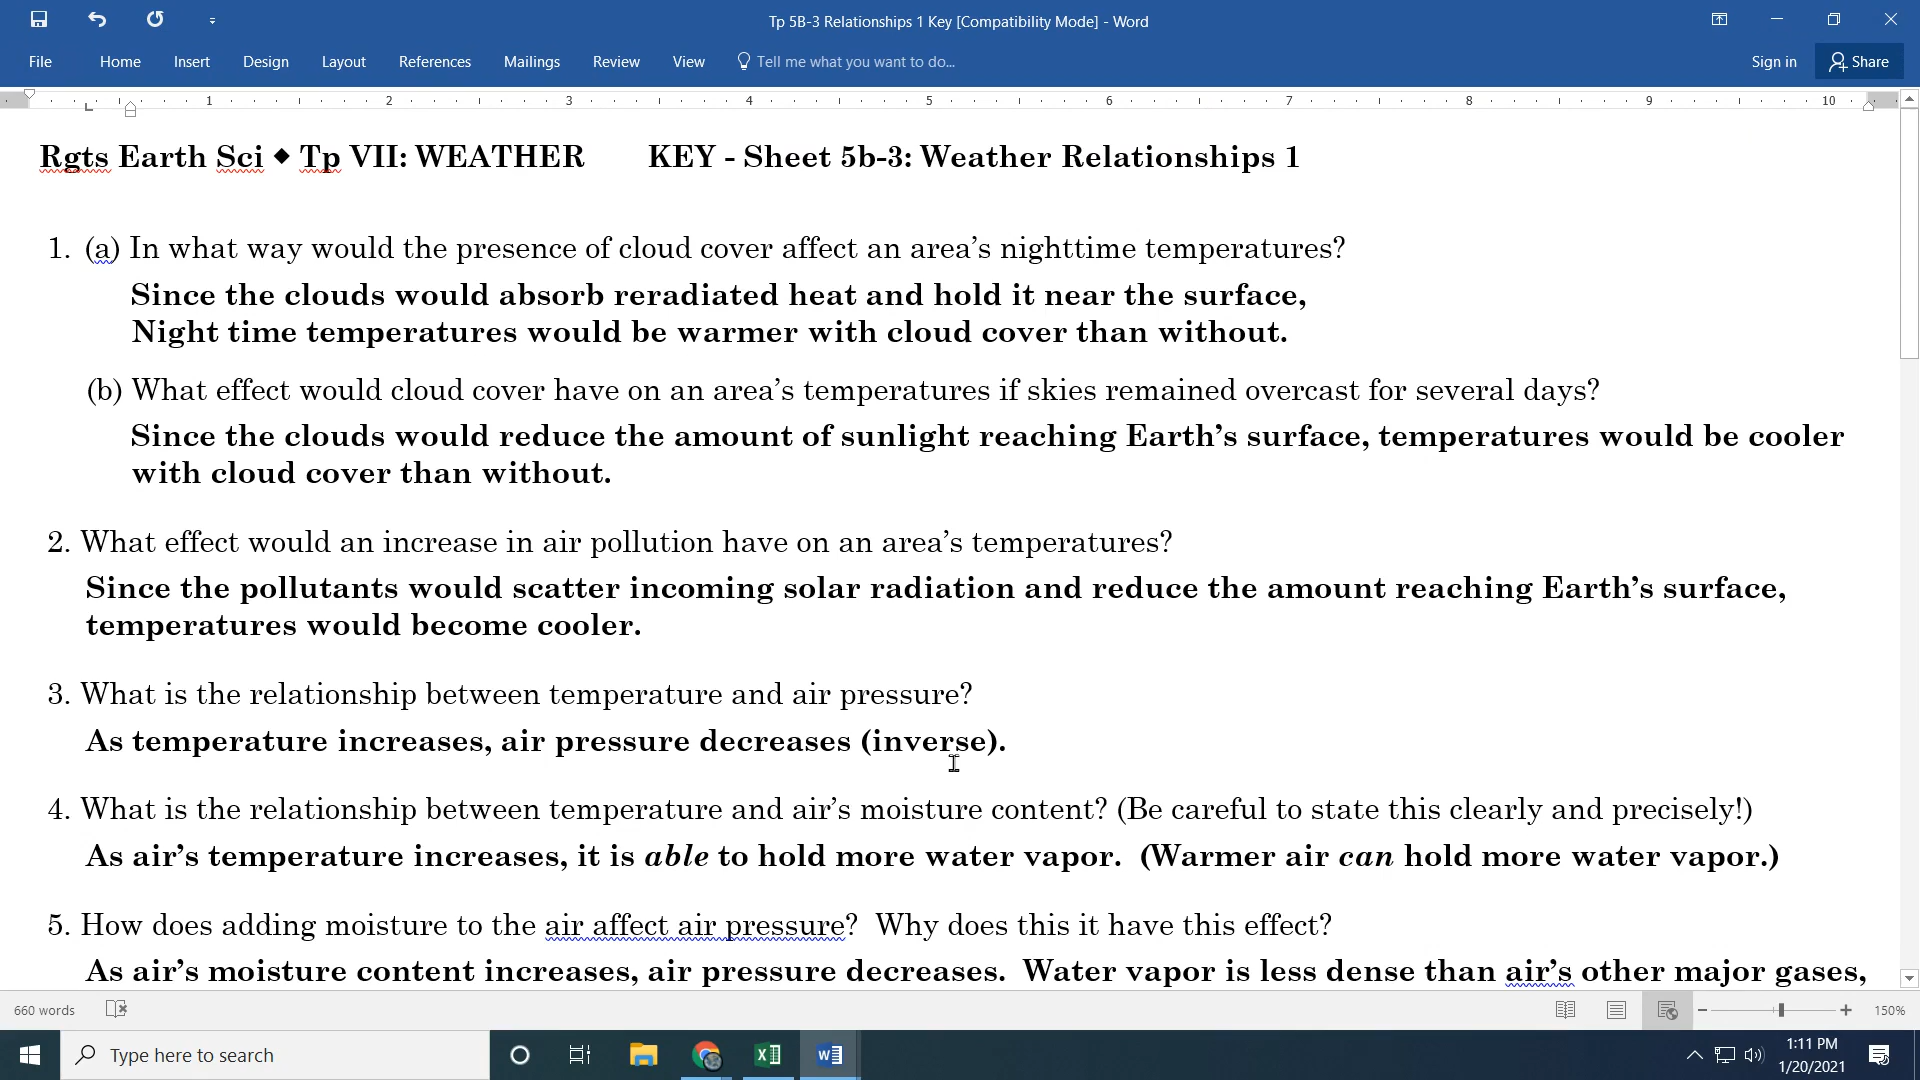 Tp 5B-3 Relationships 1 Key [Compatibility Mode] - Word
File Home Insert Design Layout References Mailings Review View Tell me what you want to do... Sign in Share
1 2 3 4 5 6 7 8 9 10
Rgts Earth Sci ◆ Tp VII: WEATHER KEY - Sheet 5b-3: Weather Relationships 1
1. (a) In what way would the presence of cloud cover affect an area’s nighttime temperatures?
Since the clouds would absorb reradiated heat and hold it near the surface,
Night time temperatures would be warmer with cloud cover than without.
(b) What effect would cloud cover have on an area’s temperatures if skies remained overcast for several days?
Since the clouds would reduce the amount of sunlight reaching Earth’s surface, temperatures would be cooler
with cloud cover than without.
2. What effect would an increase in air pollution have on an area’s temperatures?
Since the pollutants would scatter incoming solar radiation and reduce the amount reaching Earth’s surface,
temperatures would become cooler.
3. What is the relationship between temperature and air pressure?
As temperature increases, air pressure decreases (inverse).
4. What is the relationship between temperature and air’s moisture content? (Be careful to state this clearly and precisely!)
As air’s temperature increases, it is able to hold more water vapor. (Warmer air can hold more water vapor.)
5. How does adding moisture to the air affect air pressure? Why does this it have this effect?
As air’s moisture content increases, air pressure decreases. Water vapor is less dense than air’s other major gases,
660 words
150%
Type here to search
1:11 PM
1/20/2021